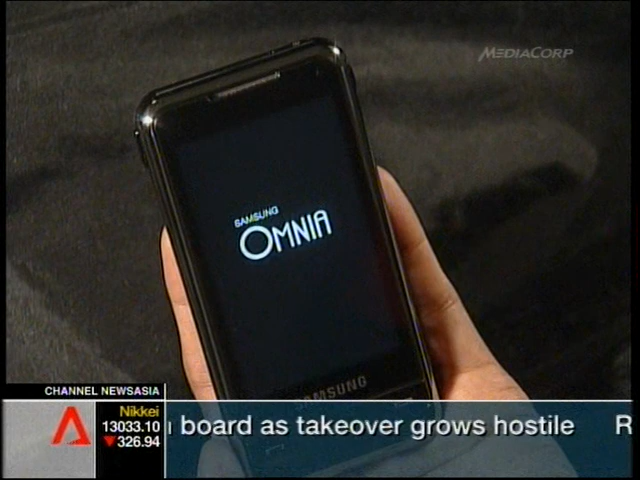 MEDIACORP
SAMSUNG
OMNIA
SAMSUNG
CHANNEL NEWSASIA
Nikkei
13033.10
▼326.94
board as takeover grows hostile